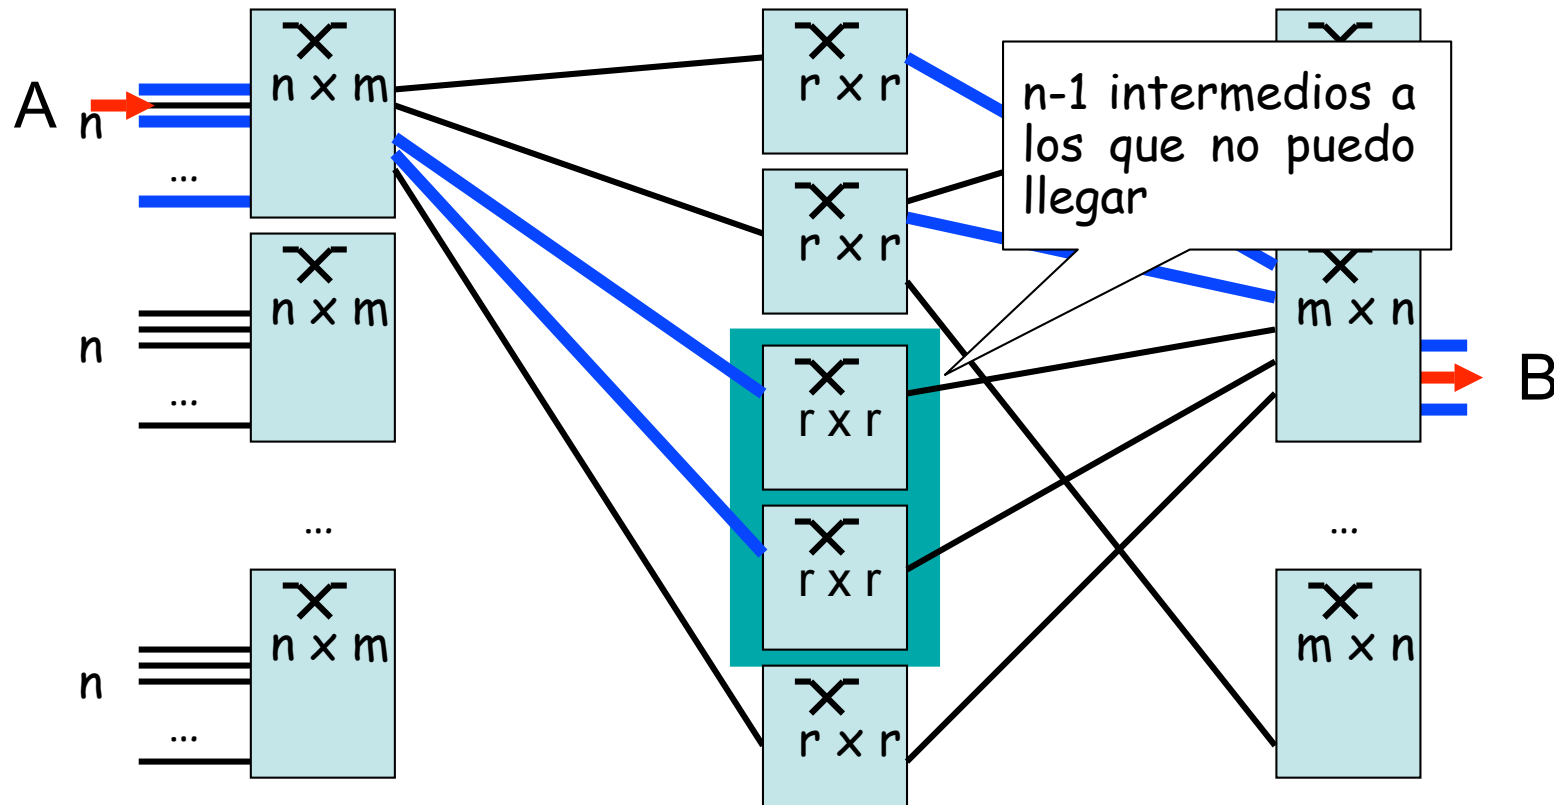 A
n
n x m
...
n
n x m
...
...
n
n x m
...
r x r
r x r
r x r
r x r
r x r
n-1 intermedios a
los que no puedo
llegar
m x n
B
...
m x n